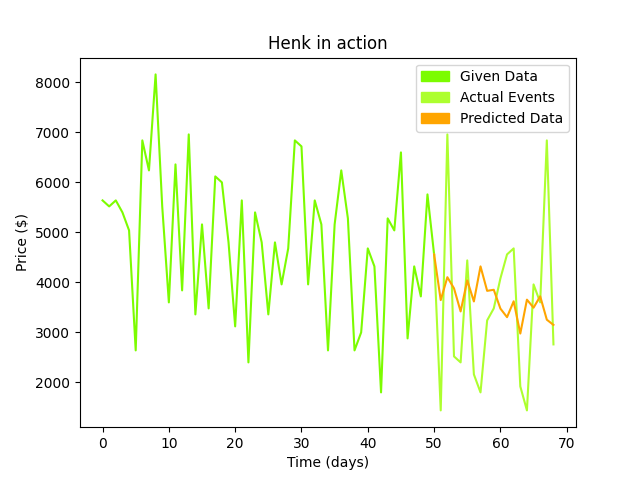 Henk in action
Given Data
Actual Events
Predicted Data
Price ($)
8000
7000
6000
5000
4000
3000
2000
0 10 20 30 40 50 60 70
Time (days)